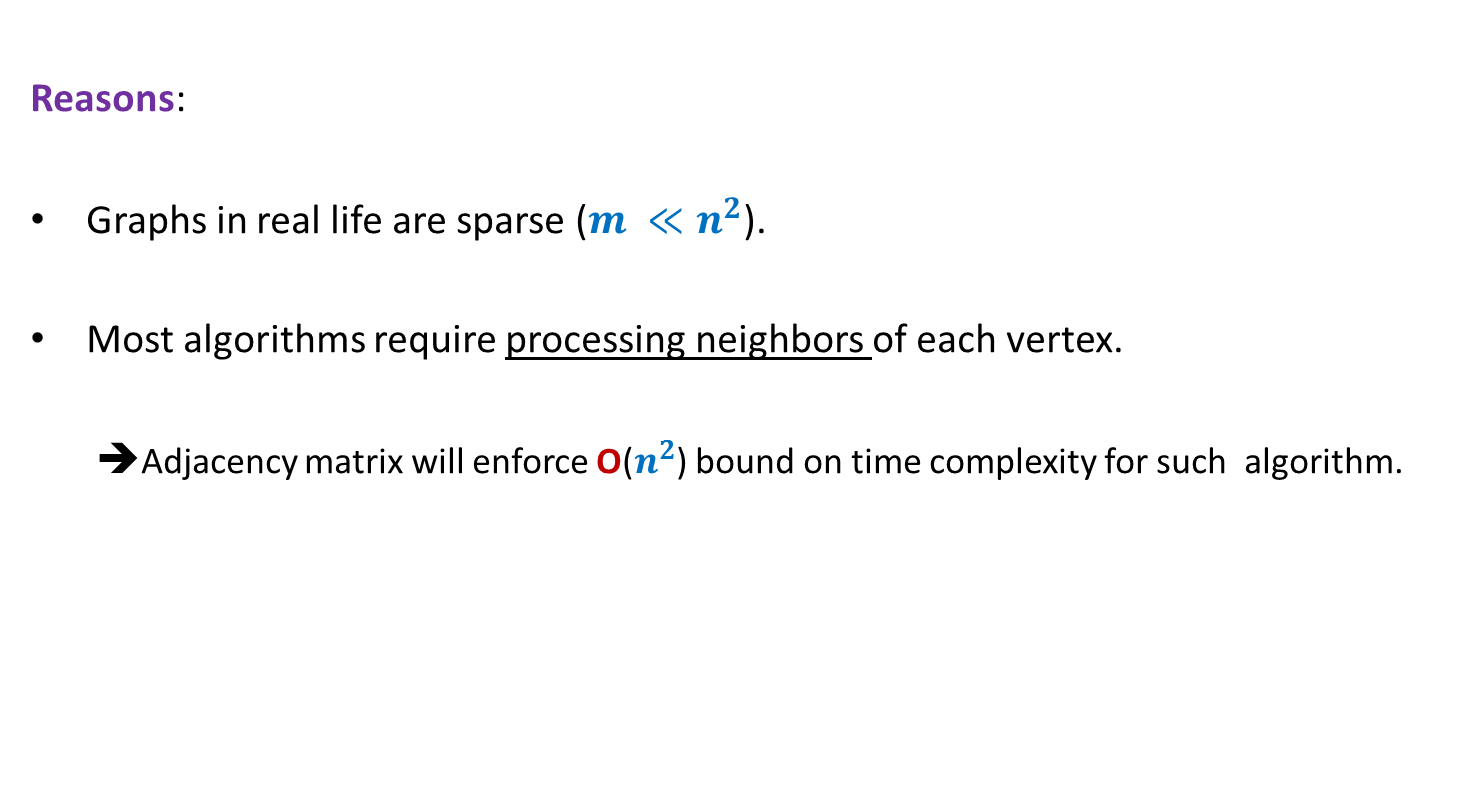 Reasons:
• Graphs in real life are sparse (m ≪ n²).
• Most algorithms require processing neighbors of each vertex.
➔Adjacency matrix will enforce O(n²) bound on time complexity for such algorithm.